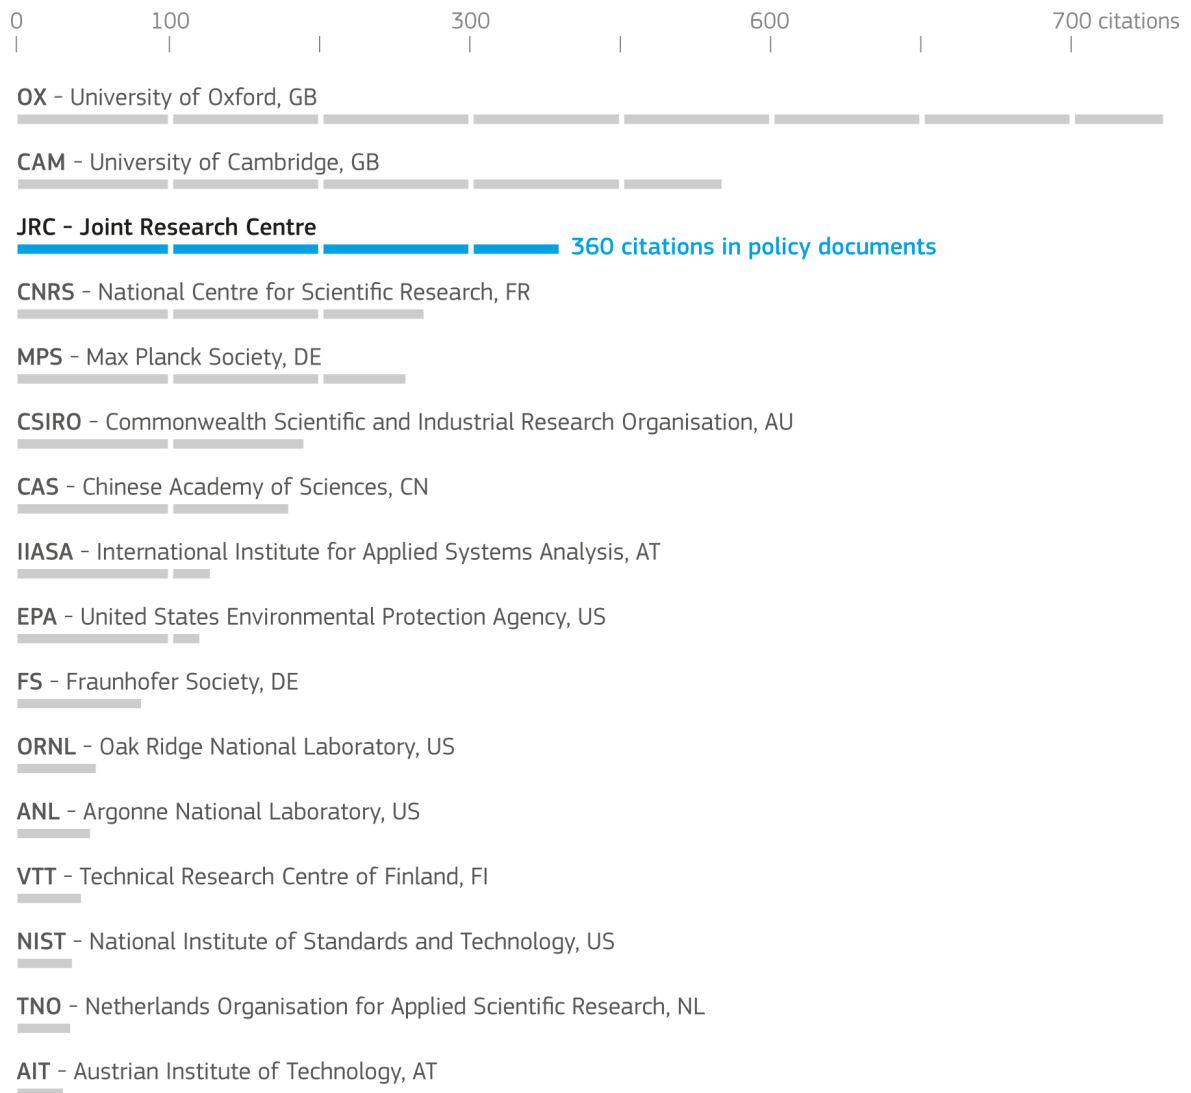 0 100 300 600 700 citations
OX - University of Oxford, GB
CAM - University of Cambridge, GB
JRC - Joint Research Centre
360 citations in policy documents
CNRS - National Centre for Scientific Research, FR
MPS - Max Planck Society, DE
CSIRO - Commonwealth Scientific and Industrial Research Organisation, AU
CAS - Chinese Academy of Sciences, CN
IIASA - International Institute for Applied Systems Analysis, AT
EPA - United States Environmental Protection Agency, US
FS - Fraunhofer Society, DE
ORNL - Oak Ridge National Laboratory, US
ANL - Argonne National Laboratory, US
VTT - Technical Research Centre of Finland, FI
NIST - National Institute of Standards and Technology, US
TNO - Netherlands Organisation for Applied Scientific Research, NL
AIT - Austrian Institute of Technology, AT